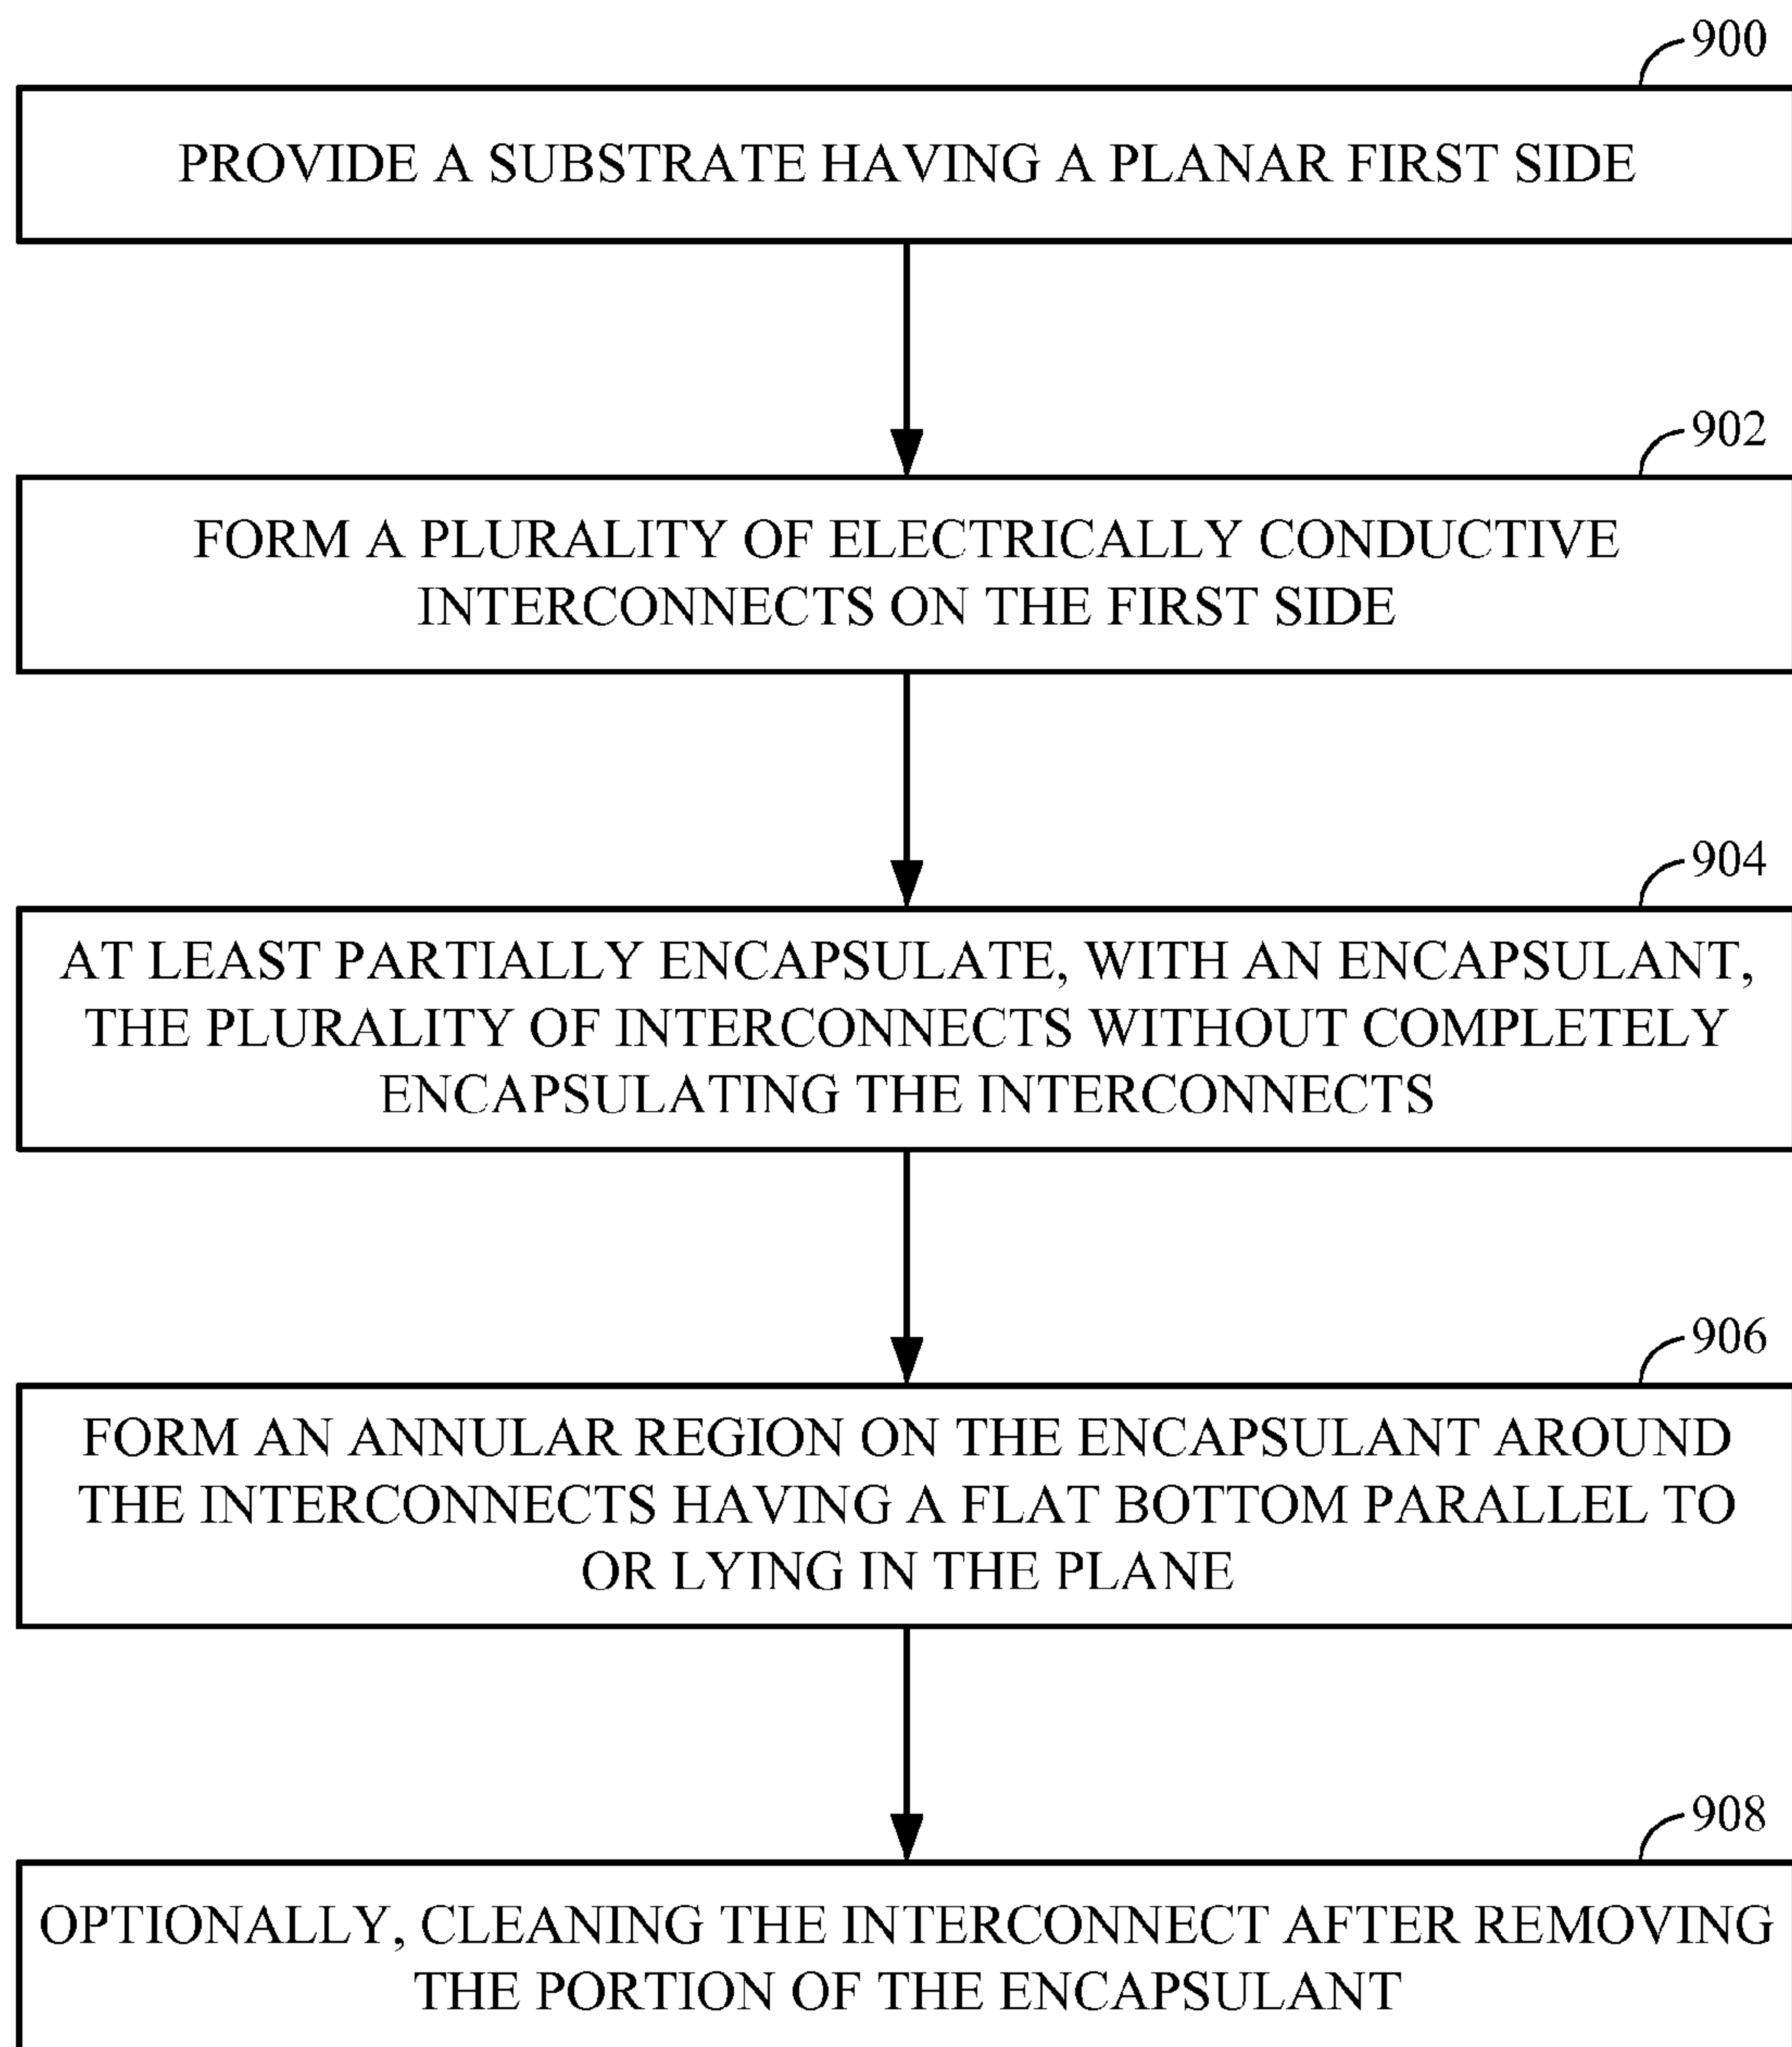 900
PROVIDE A SUBSTRATE HAVING A PLANAR FIRST SIDE
902
FORM A PLURALITY OF ELECTRICALLY CONDUCTIVE
INTERCONNECTS ON THE FIRST SIDE
904
AT LEAST PARTIALLY ENCAPSULATE, WITH AN ENCAPSULANT,
THE PLURALITY OF INTERCONNECTS WITHOUT COMPLETELY
ENCAPSULATING THE INTERCONNECTS
906
FORM AN ANNULAR REGION ON THE ENCAPSULANT AROUND
THE INTERCONNECTS HAVING A FLAT BOTTOM PARALLEL TO
OR LYING IN THE PLANE
908
OPTIONALLY, CLEANING THE INTERCONNECT AFTER REMOVING
THE PORTION OF THE ENCAPSULANT